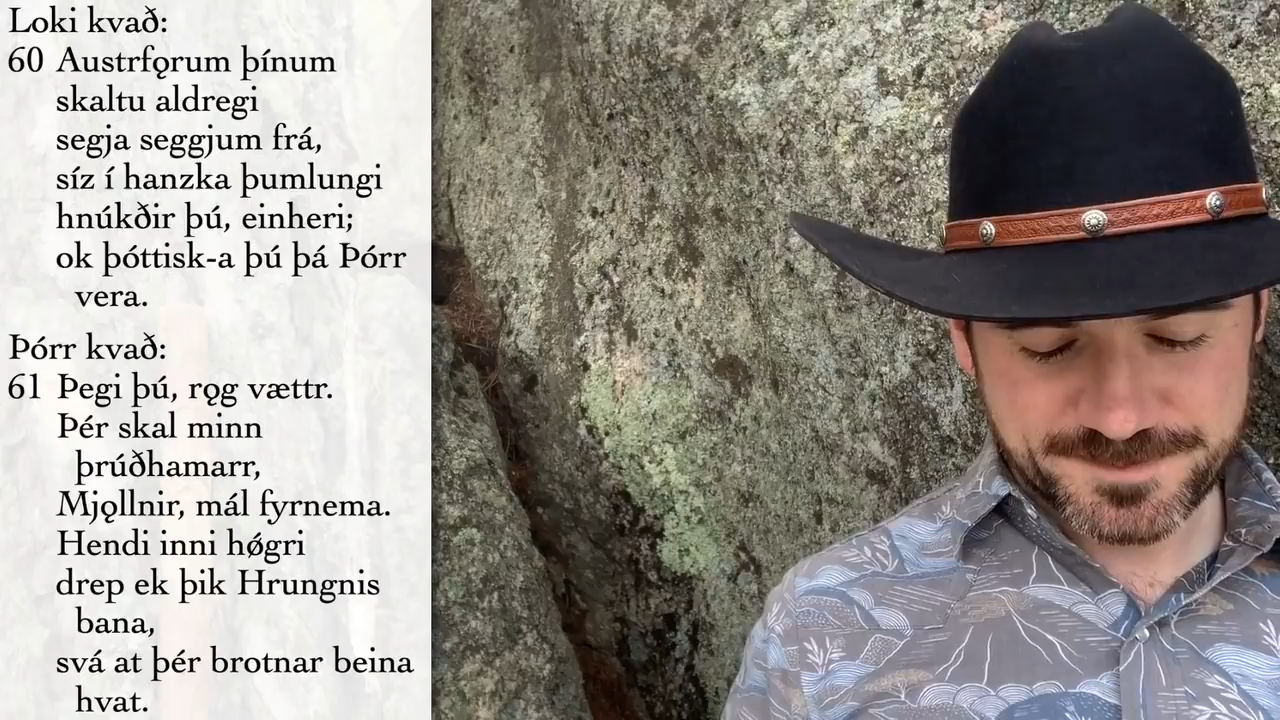 Loki kvað:
60 Austrfǫrum þínum
skaltu aldregi
segja seggjum frá,
síz í hanzka þumlungi
hnúkðir þú, einheri;
ok þóttisk-a þú þá Þórr
vera.
Þórr kvað:
61 Þegi þú, rǫg vættr.
Þér skal minn
þrúðhamarr,
Mjǫllnir, mál fyrnema.
Hendi inni hǿgri
drep ek þik Hrungnis
bana,
svá at þér brotnar beina
hvat.